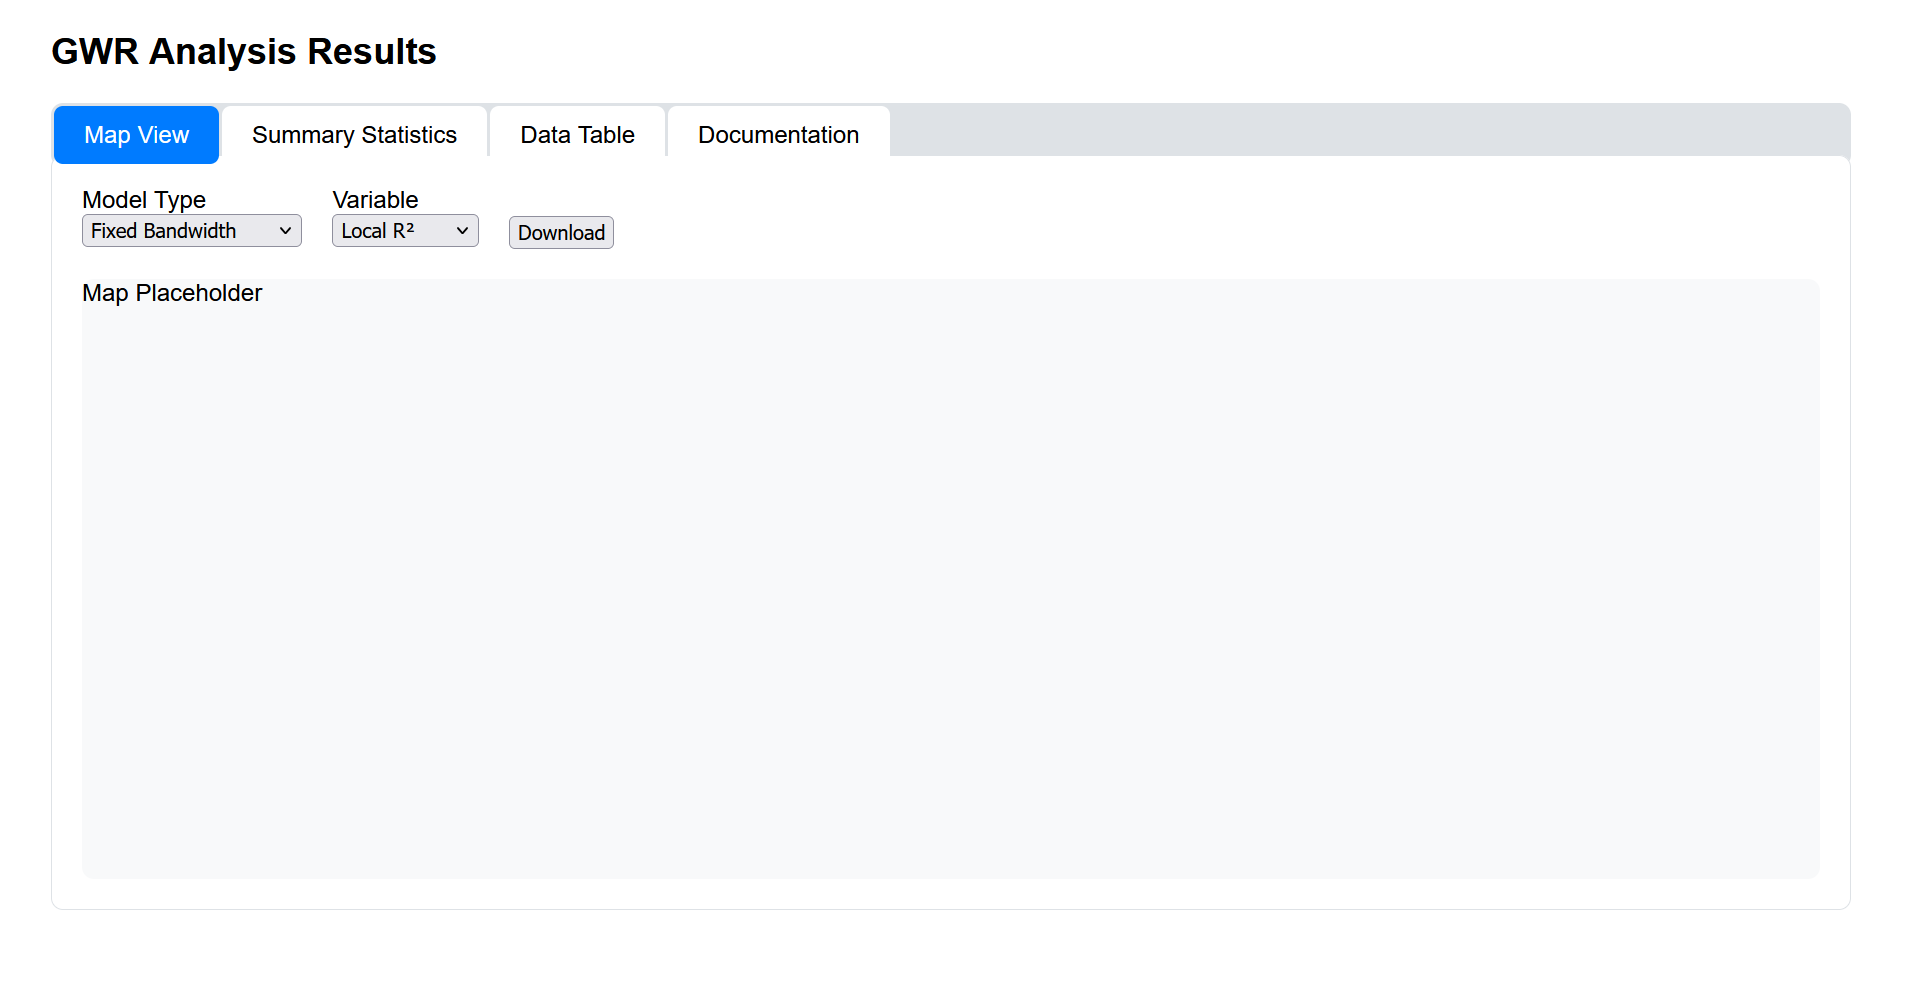 GWR Analysis Results
Map View Summary Statistics Data Table Documentation
Model Type Variable
Fixed Bandwidth Local R² Download
Map Placeholder